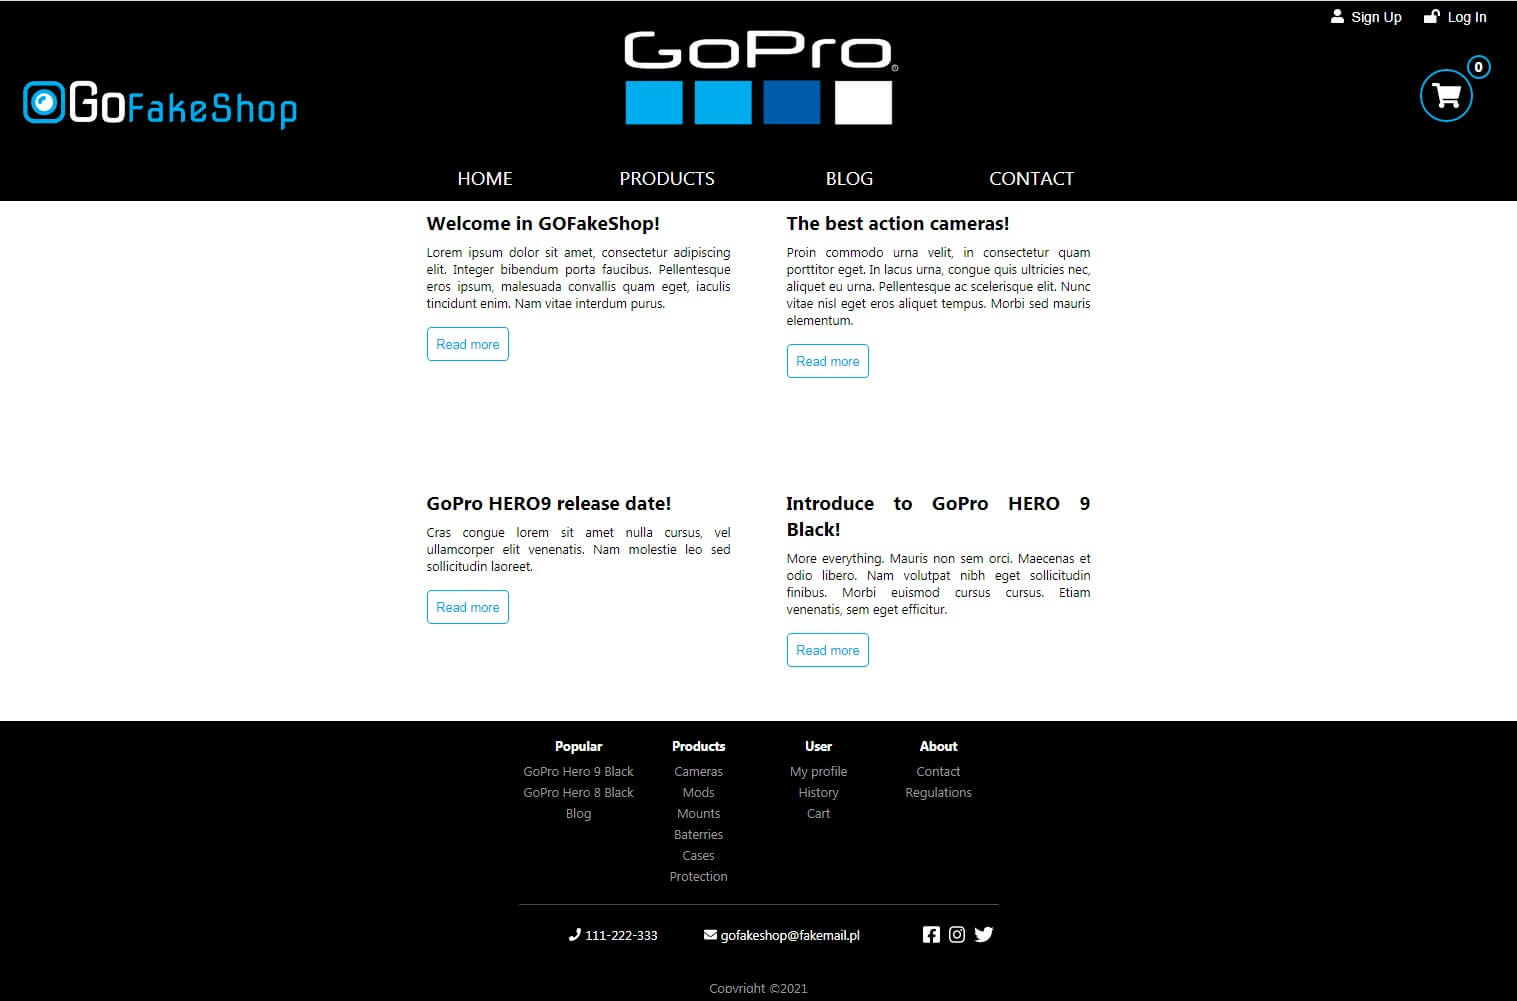 Sign Up
Log In
GoPro®
GoFakeShop
0
HOME
PRODUCTS
BLOG
CONTACT
Welcome in GOFakeShop!
Lorem ipsum dolor sit amet, consectetur adipiscing
elit. Integer bibendum porta faucibus. Pellentesque
eros ipsum, malesuada convallis quam eget, iaculis
tincidunt enim. Nam vitae interdum purus.
Read more
The best action cameras!
Proin commodo urna velit, in consectetur quam
porttitor eget. In lacus urna, congue quis ultricies nec,
aliquet eu urna. Pellentesque ac scelerisque elit. Nunc
vitae nisl eget eros aliquet tempus. Morbi sed mauris
elementum.
Read more
GoPro HERO9 release date!
Cras congue lorem sit amet nulla cursus, vel
ullamcorper elit venenatis. Nam molestie leo sed
sollicitudin laoreet.
Read more
Introduce to GoPro HERO 9
Black!
More everything. Mauris non sem orci. Maecenas et
odio libero. Nam volutpat nibh eget sollicitudin
finibus. Morbi euismod cursus cursus. Etiam
venenatis, sem eget efficitur.
Read more
Popular
GoPro Hero 9 Black
GoPro Hero 8 Black
Blog
Products
Cameras
Mods
Mounts
Baterries
Cases
Protection
User
My profile
History
Cart
About
Contact
Regulations
111-222-333
gofakeshop@fakemail.pl
Copyright ©2021